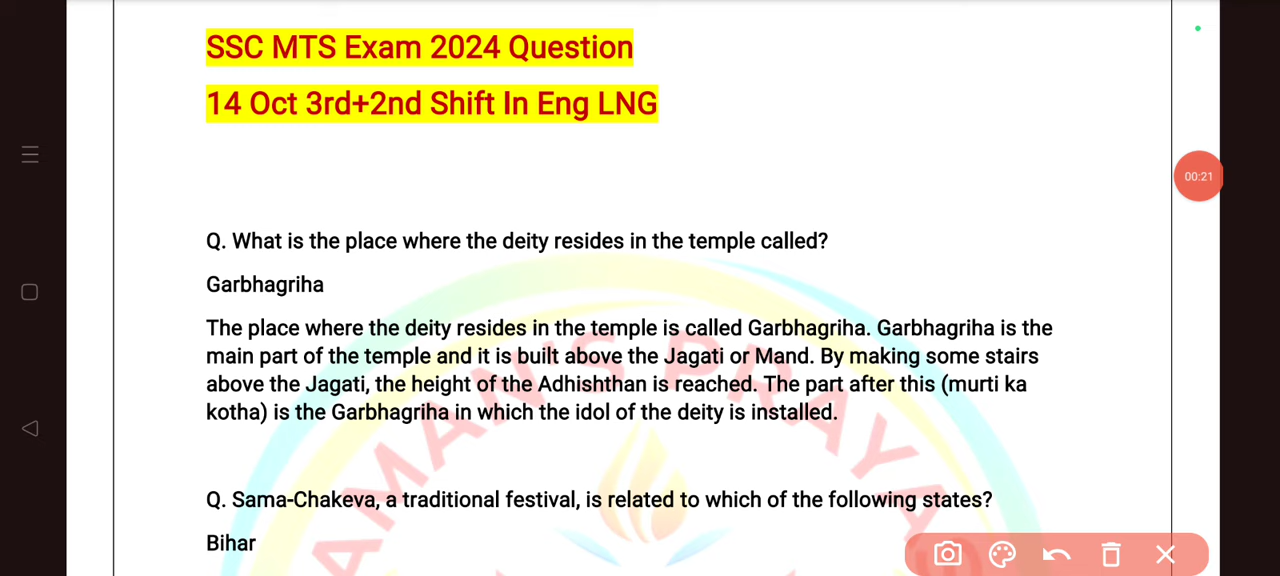 SSC MTS Exam 2024 Question
14 Oct 3rd+2nd Shift In Eng LNG
00:21
Q. What is the place where the deity resides in the temple called?
Garbhagriha
The place where the deity resides in the temple is called Garbhagriha. Garbhagriha is the
main part of the temple and it is built above the Jagati or Mand. By making some stairs
above the Jagati, the height of the Adhishthan is reached. The part after this (murti ka
kotha) is the Garbhagriha in which the idol of the deity is installed.
AMAN'S PRAYA
Q. Sama-Chakeva, a traditional festival, is related to which of the following states?
Bihar